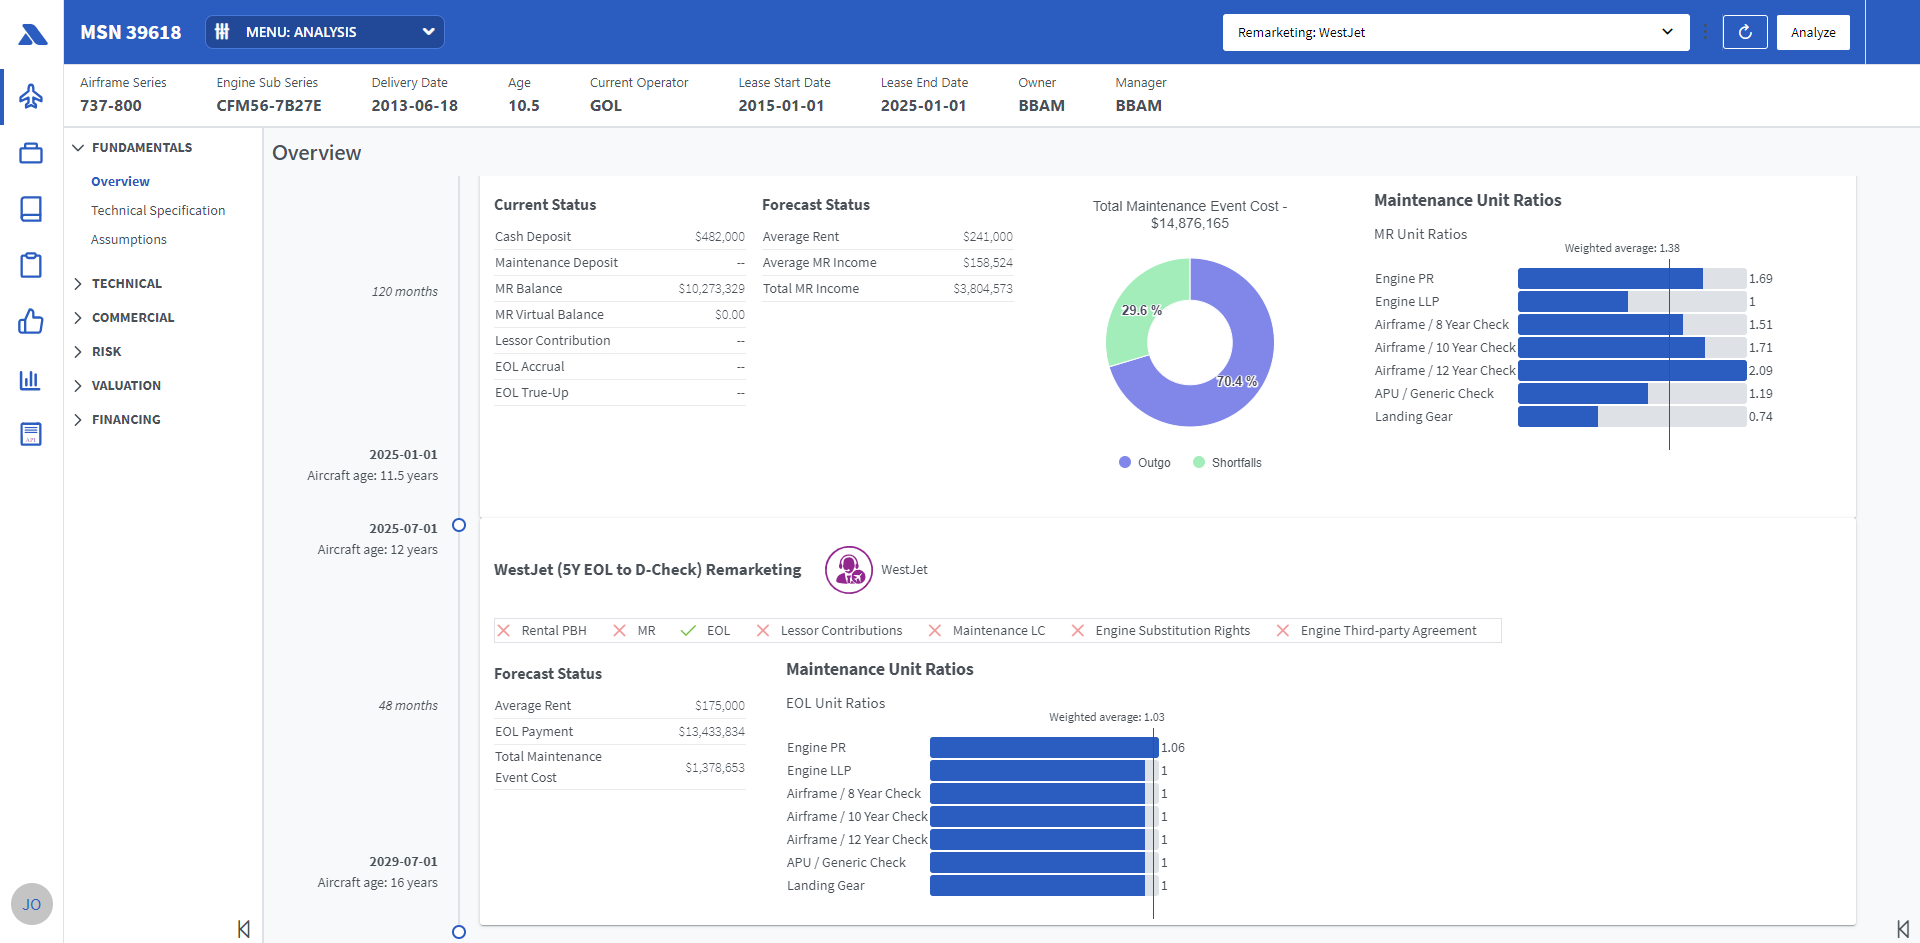 MSN 39618
MENU: ANALYSIS
Remarketing: WestJet
Analyze
Airframe Series
737-800
Engine Sub Series
CFM56-7B27E
Delivery Date
2013-06-18
Age
10.5
Current Operator
GOL
Lease Start Date
2015-01-01
Lease End Date
2025-01-01
Owner
BBAM
Manager
BBAM
FUNDAMENTALS
Overview
Technical Specification
Assumptions
TECHNICAL
COMMERCIAL
RISK
VALUATION
FINANCING
API
JO
Overview
120 months
2025-01-01
Aircraft age: 11.5 years
2025-07-01
Aircraft age: 12 years
48 months
2029-07-01
Aircraft age: 16 years
Current Status
Cash Deposit $482,000
Maintenance Deposit --
MR Balance $10,273,329
MR Virtual Balance $0.00
Lessor Contribution --
EOL Accrual --
EOL True-Up --
Forecast Status
Average Rent $241,000
Average MR Income $158,524
Total MR Income $3,804,573
Total Maintenance Event Cost -
$14,876,165
29.6 %
70.4 %
Outgo Shortfalls
Maintenance Unit Ratios
MR Unit Ratios
Weighted average: 1.38
Engine PR 1.69
Engine LLP 1
Airframe / 8 Year Check 1.51
Airframe / 10 Year Check 1.71
Airframe / 12 Year Check 2.09
APU / Generic Check 1.19
Landing Gear 0.74
WestJet (5Y EOL to D-Check) Remarketing
WestJet
Rental PBH MR EOL Lessor Contributions Maintenance LC Engine Substitution Rights Engine Third-party Agreement
Forecast Status
Average Rent $175,000
EOL Payment $13,433,834
Total Maintenance
Event Cost $1,378,653
Maintenance Unit Ratios
EOL Unit Ratios
Weighted average: 1.03
Engine PR 1.06
Engine LLP 1
Airframe / 8 Year Check 1
Airframe / 10 Year Check 1
Airframe / 12 Year Check 1
APU / Generic Check 1
Landing Gear 1